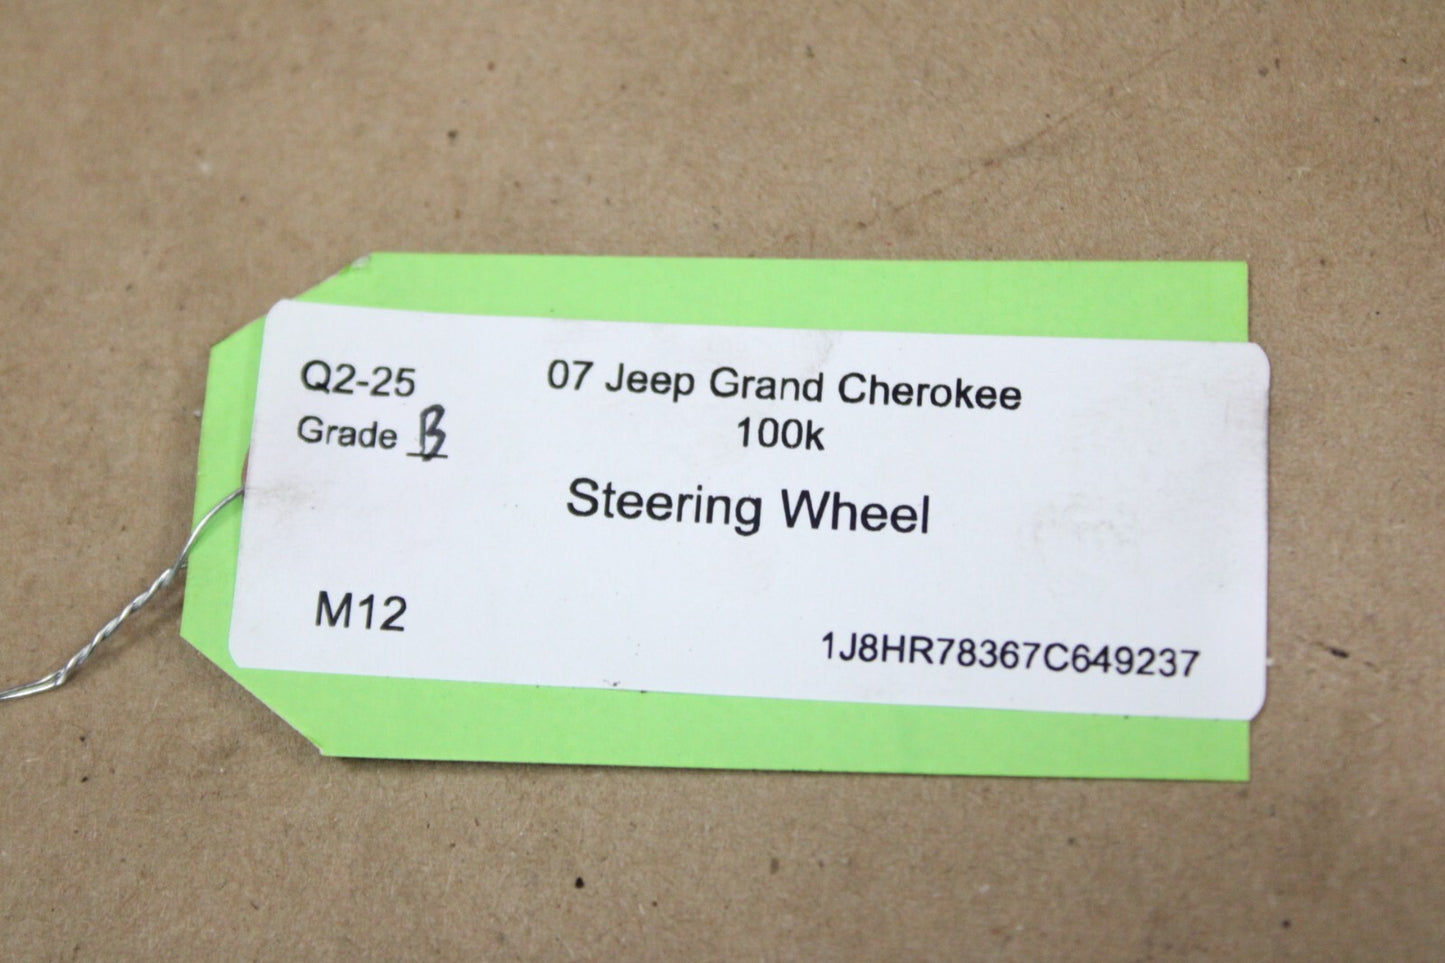 Q2-25
07 Jeep Grand Cherokee
Grade B
100k
Steering Wheel
M12
1J8HR78367C649237